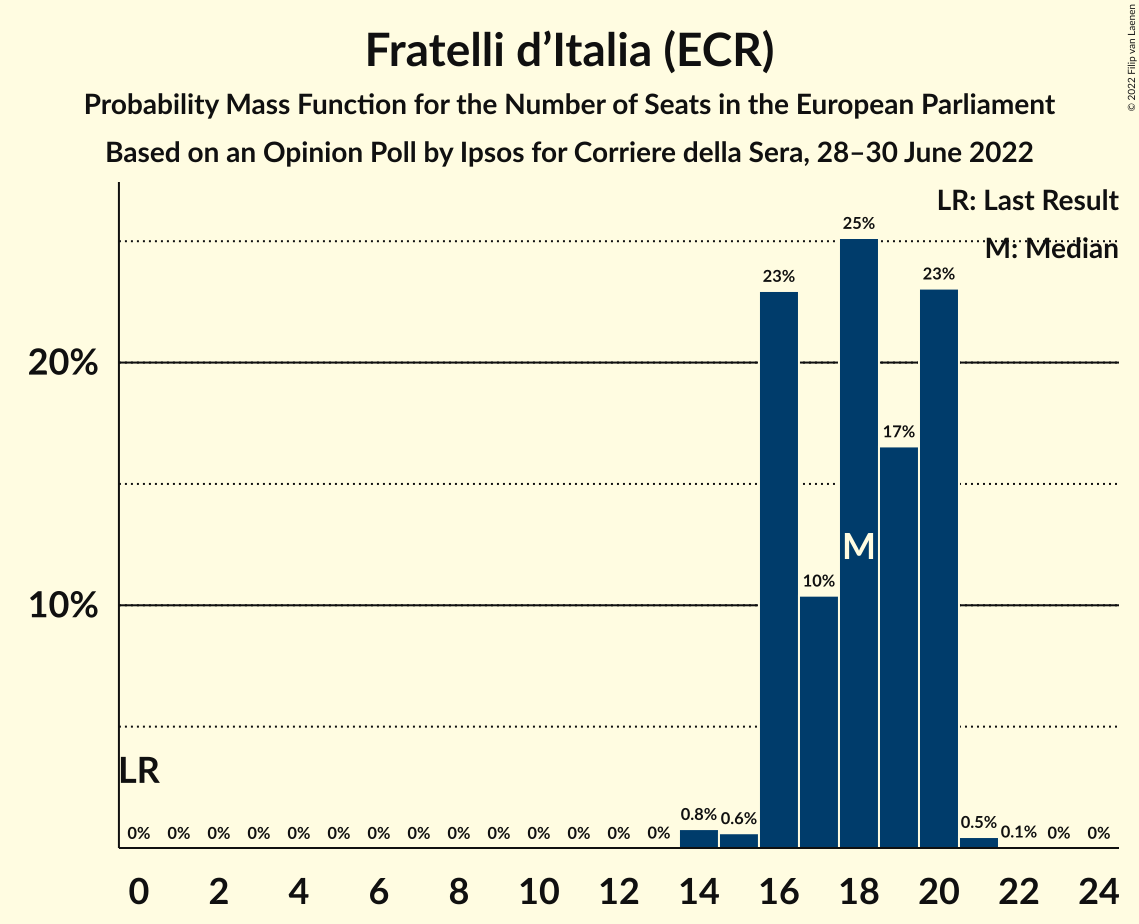 Fratelli d’Italia (ECR)
Probability Mass Function for the Number of Seats in the European Parliament
Based on an Opinion Poll by Ipsos for Corriere della Sera, 28–30 June 2022
© 2022 Filip van Laenen
LR: Last Result
M: Median
25%
23%
23%
20%
17%
M
10%
10%
LR
0% 0% 0% 0% 0% 0% 0% 0% 0% 0% 0% 0% 0% 0% 0.8% 0.6% 0.5% 0.1% 0% 0%
0 2 4 6 8 10 12 14 16 18 20 22 24